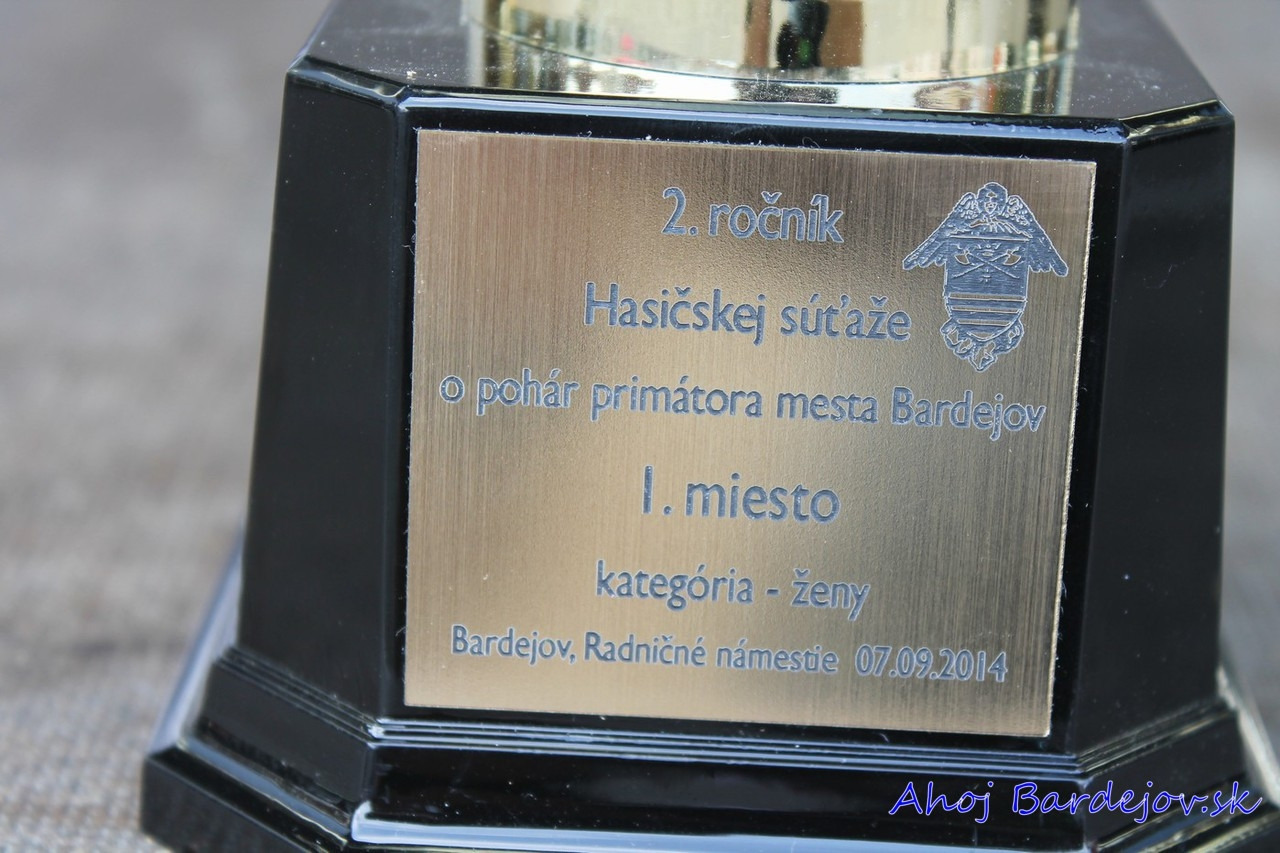 2. ročník
Hasičskej súťaže
o pohár primátora mesta Bardejov
1. miesto
kategória - ženy
Bardejov, Radničné námestie 07.09.2014
Ahoj Bardejov.sk